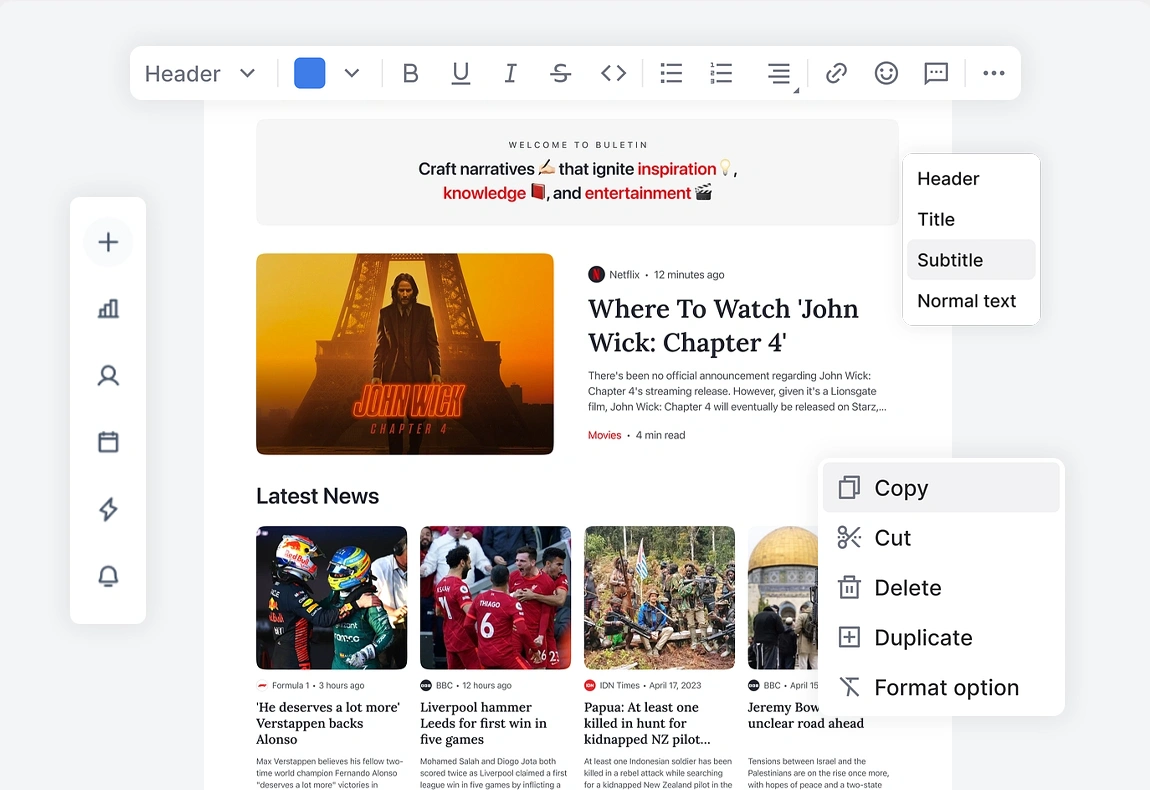 Header
WELCOME TO BULETIN
Craft narratives ✍🏻 that ignite inspiration 💡,
knowledge 📕, and entertainment 🎬
Header
Title
Subtitle
Normal text
JOHN WICK
CHAPTER 4
Netflix • 12 minutes ago
Where To Watch 'John
Wick: Chapter 4'
There's been no official announcement regarding John Wick:
Chapter 4's streaming release. However, given it's a Lionsgate
film, John Wick: Chapter 4 will eventually be released on Starz,...
Movies • 4 min read
Copy
Cut
Delete
Duplicate
Format option
Latest News
Red Bull
aramco
THIAGO
6
11
Formula 1 • 3 hours ago
'He deserves a lot more'
Verstappen backs
Alonso
Max Verstappen believes his fellow two-
time world champion Fernando Alonso
"deserves a lot more" victories in
BBC • 12 hours ago
Liverpool hammer
Leeds for first win in
five games
Mohamed Salah and Diogo Jota both
scored twice as Liverpool claimed a first
league win in five games by inflicting a
IDN Times • April 17, 2023
Papua: At least one
killed in hunt for
kidnapped NZ pilot...
At least one Indonesian soldier has been
killed in a rebel attack while searching
for a kidnapped New Zealand pilot in the
BBC • April 15
Jeremy Bow
unclear road ahead
Tensions between Israel and the
Palestinians are on the rise once more,
with hopes of peace and a two-state